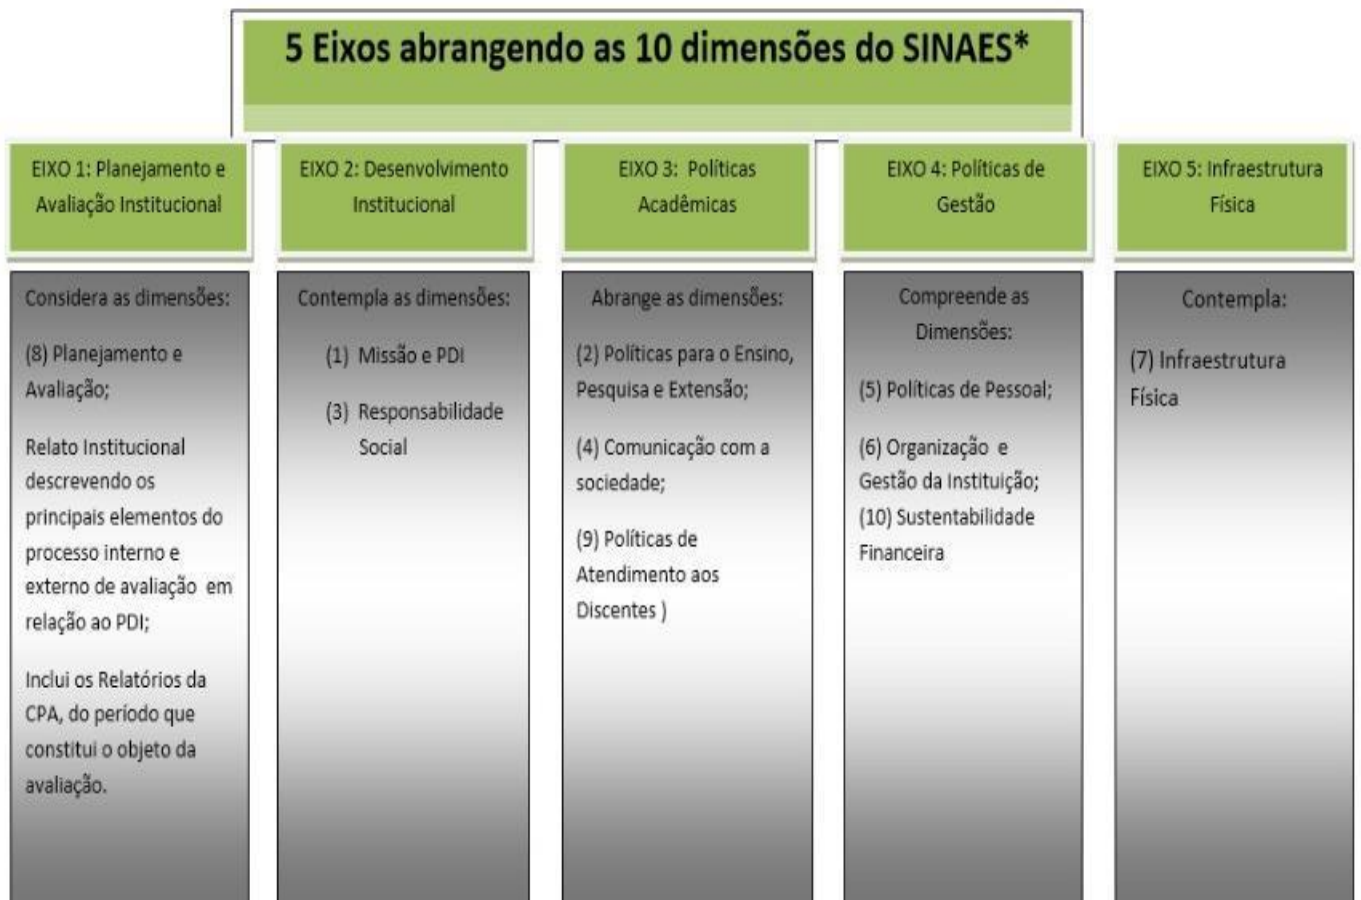 5 Eixos abrangendo as 10 dimensões do SINAES*
EIXO 1: Planejamento e
Avaliação Institucional
Considera as dimensões:
(8) Planejamento e
Avaliação;
Relato Institucional
descrevendo os
principais elementos do
processo interno e
externo de avaliação em
relação ao PDI;
Inclui os Relatórios da
CPA, do período que
constitui o objeto da
avaliação.
EIXO 2: Desenvolvimento
Institucional
Contempla as dimensões:
(1) Missão e PDI
(3) Responsabilidade
Social
EIXO 3: Políticas
Acadêmicas
Abrange as dimensões:
(2) Políticas para o Ensino,
Pesquisa e Extensão;
(4) Comunicação com a
sociedade;
(9) Políticas de
Atendimento aos
Discentes )
EIXO 4: Políticas de
Gestão
Compreende as
Dimensões:
(5) Políticas de Pessoal;
(6) Organização e
Gestão da Instituição;
(10) Sustentabilidade
Financeira
EIXO 5: Infraestrutura
Física
Contempla:
(7) Infraestrutura
Física